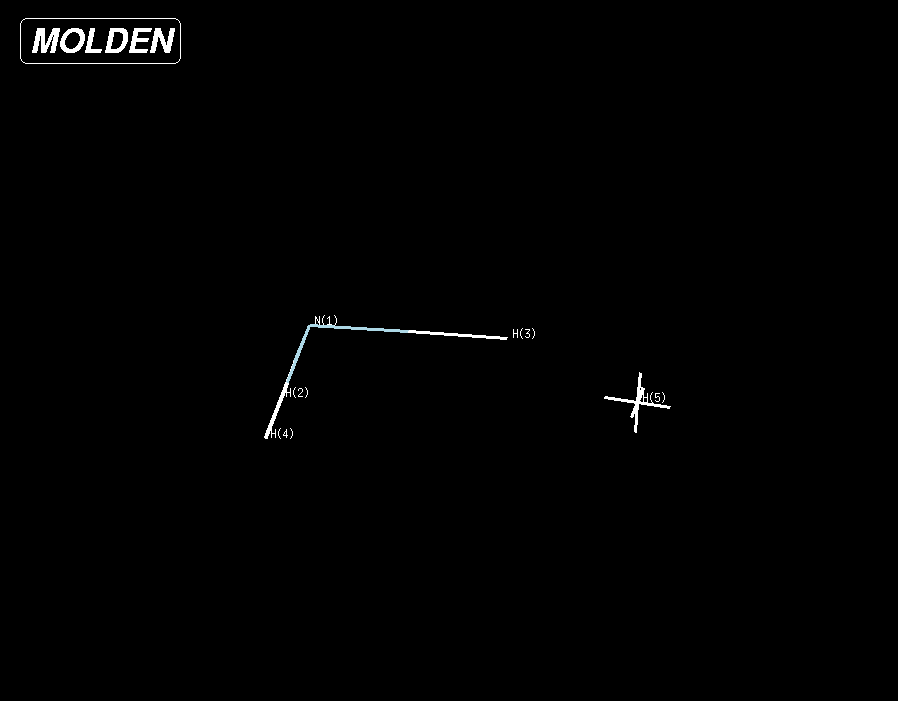 MOLDEN
N(1)
H(3)
H(2)
H(5)
H(4)